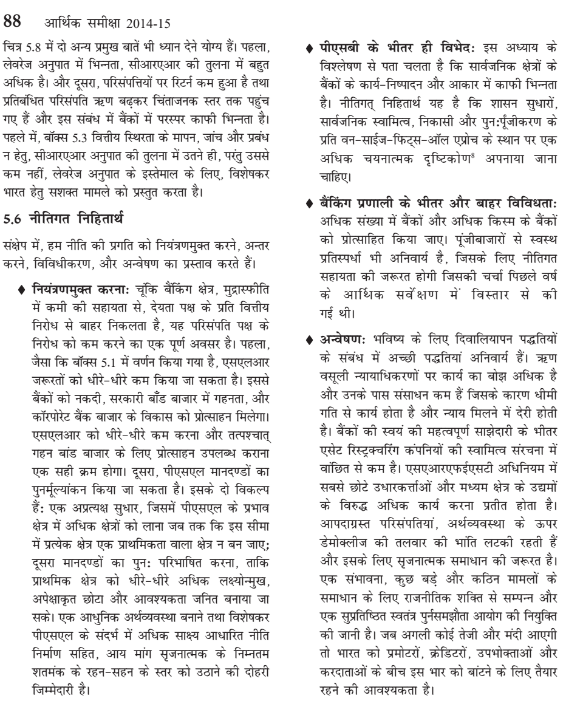 88 आर्थिक समीक्षा 2014-15
चित्र 5.8 में दो अन्य प्रमुख बातें भी ध्यान देने योग्य हैं। पहला,
लेवरेज अनुपात में भिन्नता, सीआरएआर की तुलना में बहुत
अधिक है। और दूसरा, परिसंपत्तियों पर रिटर्न कम हुआ है तथा
प्रतिबंधित परिसंपति ऋण बढ़कर चिंताजनक स्तर तक पहुंच
गए हैं और इस संबंध में बैंकों में परस्पर काफी भिन्नता है।
पहले में, बॉक्स 5.3 वित्तीय स्थिरता के मापन, जांच और प्रबंध
न हेतु, सीआरएआर अनुपात की तुलना में उतने ही, परंतु उससे
कम नहीं, लेवरेज अनुपात के इस्तेमाल के लिए, विशेषकर
भारत हेतु सशक्त मामले को प्रस्तुत करता है।
5.6 नीतिगत निहितार्थ
संक्षेप में, हम नीति की प्रगति को नियंत्रणमुक्त करने, अन्तर
करने, विविधीकरण, और अन्वेषण का प्रस्ताव करते हैं।
♦ नियंत्रणमुक्त करनाः चूंकि बैंकिंग क्षेत्र, मुद्रास्फीति
में कमी की सहायता से, देयता पक्ष के प्रति वित्तीय
निरोध से बाहर निकलता है, यह परिसंपति पक्ष के
निरोध को कम करने का एक पूर्ण अवसर है। पहला,
जैसा कि बॉक्स 5.1 में वर्णन किया गया है, एसएलआर
जरूरतों को धीरे-धीरे कम किया जा सकता है। इससे
बैंकों को नकदी, सरकारी बाँड बाजार में गहनता, और
कॉरपोरेट बैंक बाजार के विकास को प्रोत्साहन मिलेगा।
एसएलआर को धीरे-धीरे कम करना और तत्पश्चात्
गहन बांड बाजार के लिए प्रोत्साहन उपलब्ध कराना
एक सही क्रम होगा। दूसरा, पीएसएल मानदण्डों का
पुनर्मूल्यांकन किया जा सकता है। इसके दो विकल्प
हैं: एक अप्रत्यक्ष सुधार, जिसमें पीएसएल के प्रभाव
क्षेत्र में अधिक क्षेत्रों को लाना जब तक कि इस सीमा
में प्रत्येक क्षेत्र एक प्राथमिकता वाला क्षेत्र न बन जाए;
दूसरा मानदण्डों का पुनः परिभाषित करना, ताकि
प्राथमिक क्षेत्र को धीरे-धीरे अधिक लक्ष्योन्मुख,
अपेक्षाकृत छोटा और आवश्यकता जनित बनाया जा
सके। एक आधुनिक अर्थव्यवस्था बनाने तथा विशेषकर
पीएसएल के संदर्भ में अधिक साक्ष्य आधारित नीति
निर्माण सहित, आय मांग सृजनात्मक के निम्नतम
शतमंक के रहन-सहन के स्तर को उठाने की दोहरी
जिम्मेदारी है।
♦ पीएसबी के भीतर ही विभेदः इस अध्याय के
विश्लेषण से पता चलता है कि सार्वजनिक क्षेत्रों के
बैंकों के कार्य-निष्पादन और आकार में काफी भिन्नता
है। नीतिगत् निहितार्थ यह है कि शासन सुधारों,
सार्वजनिक स्वामित्व, निकासी और पुनःपूंजीकरण के
प्रति वन-साईज-फिट्स-ऑल एप्रोच के स्थान पर एक
अधिक चयनात्मक दृष्टिकोण⁸ अपनाया जाना
चाहिए।
♦ बैंकिंग प्रणाली के भीतर और बाहर विविधताः
अधिक संख्या में बैंकों और अधिक किस्म के बैंकों
को प्रोत्साहित किया जाए। पूंजीबाजारों से स्वस्थ
प्रतिस्पर्धा भी अनिवार्य है, जिसके लिए नीतिगत
सहायता की जरूरत होगी जिसकी चर्चा पिछले वर्ष
के आर्थिक सर्वेक्षण में विस्तार से की
गई थी।
♦ अन्वेषणः भविष्य के लिए दिवालियापन पद्धतियों
के संबंध में अच्छी पद्धतियां अनिवार्य हैं। ऋण
वसूली न्यायाधिकरणों पर कार्य का बोझ अधिक है
और उनके पास संसाधन कम हैं जिसके कारण धीमी
गति से कार्य होता है और न्याय मिलने में देरी होती
है। बैंकों की स्वयं की महत्वपूर्ण साझेदारी के भीतर
एसेट रिस्ट्रक्चरिंग कंपनियों की स्वामित्व संरचना में
वांछित से कम है। एसएआरएफईएसटी अधिनियम में
सबसे छोटे उधारकर्त्ताओं और मध्यम क्षेत्र के उद्यमों
के विरुद्ध अधिक कार्य करना प्रतीत होता है।
आपदाग्रस्त परिसंपतियां, अर्थव्यवस्था के ऊपर
डेमोक्लीज की तलवार की भांति लटकी रहती हैं
और इसके लिए सृजनात्मक समाधान की जरूरत है।
एक संभावना, कुछ बड़े और कठिन मामलों के
समाधान के लिए राजनीतिक शक्ति से सम्पन्न और
एक सुप्रतिष्ठित स्वतंत्र पुर्नसमझौता आयोग की नियुक्ति
की जानी है। जब अगली कोई तेजी और मंदी आएगी
तो भारत को प्रमोटरों, क्रेडिटरों, उपभोक्ताओं और
करदाताओं के बीच इस भार को बांटने के लिए तैयार
रहने की आवश्यकता है।